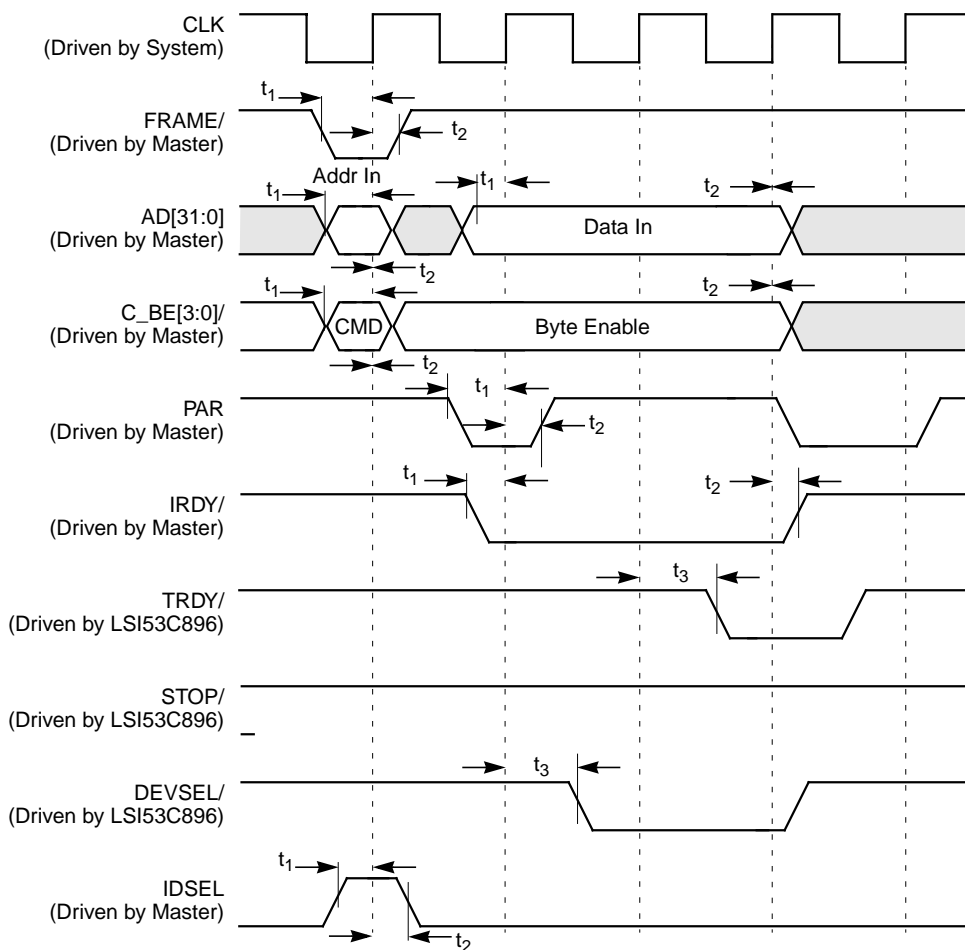 CLK
(Driven by System)
t1
FRAME/
(Driven by Master)
t2
Addr In
t1
t1
t2
AD[31:0]
(Driven by Master)
Data In
t2
t1
t2
C_BE[3:0]/
(Driven by Master)
CMD
Byte Enable
t2
t1
PAR
(Driven by Master)
t2
t1
t2
IRDY/
(Driven by Master)
t3
TRDY/
(Driven by LSI53C896)
STOP/
(Driven by LSI53C896)
t3
DEVSEL/
(Driven by LSI53C896)
t1
IDSEL
(Driven by Master)
t2